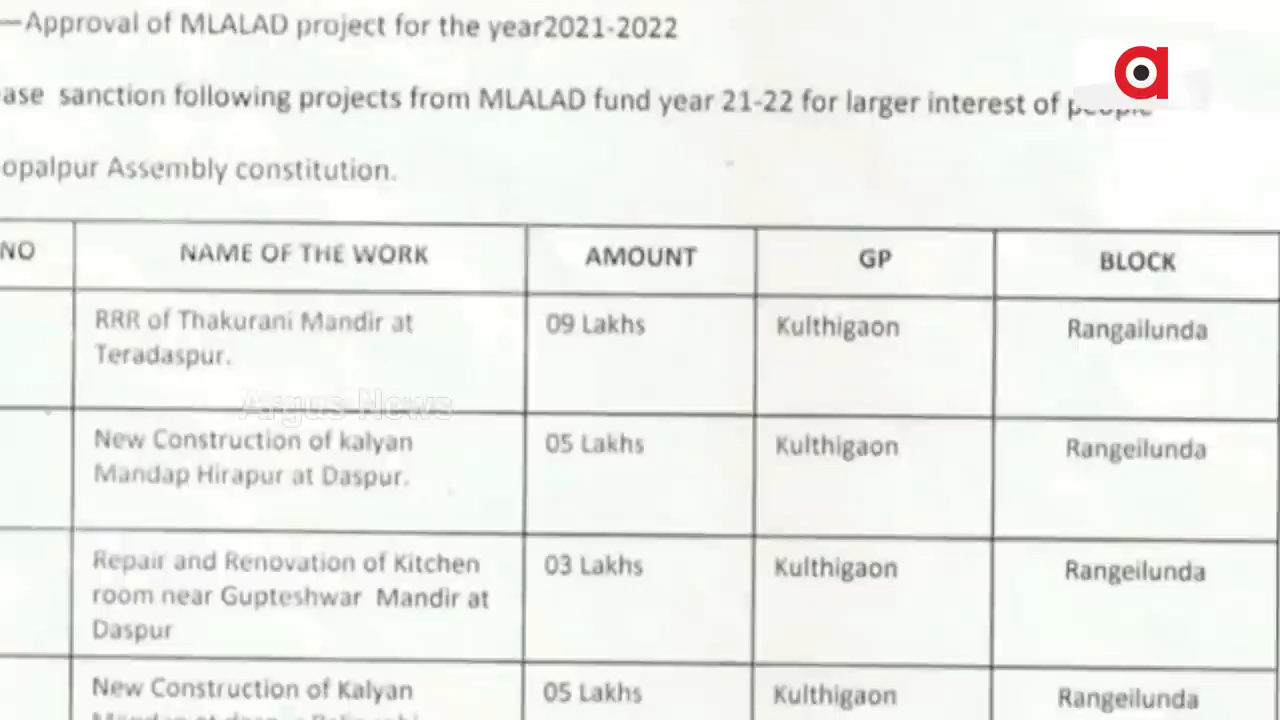 —Approval of MLALAD project for the year2021-2022
ase sanction following projects from MLALAD fund year 21-22 for larger interest of people
opalpur Assembly constitution.
NO NAME OF THE WORK AMOUNT GP BLOCK
RRR of Thakurani Mandir at 09 Lakhs Kulthigaon Rangailunda
Teradaspur.
Argus News
New Construction of kalyan 05 Lakhs Kulthigaon Rangeilunda
Mandap Hirapur at Daspur.
Repair and Renovation of Kitchen 03 Lakhs Kulthigaon Rangeilunda
room near Gupteshwar Mandir at
Daspur
New Construction of Kalyan 05 Lakhs Kulthigaon Rangeilunda